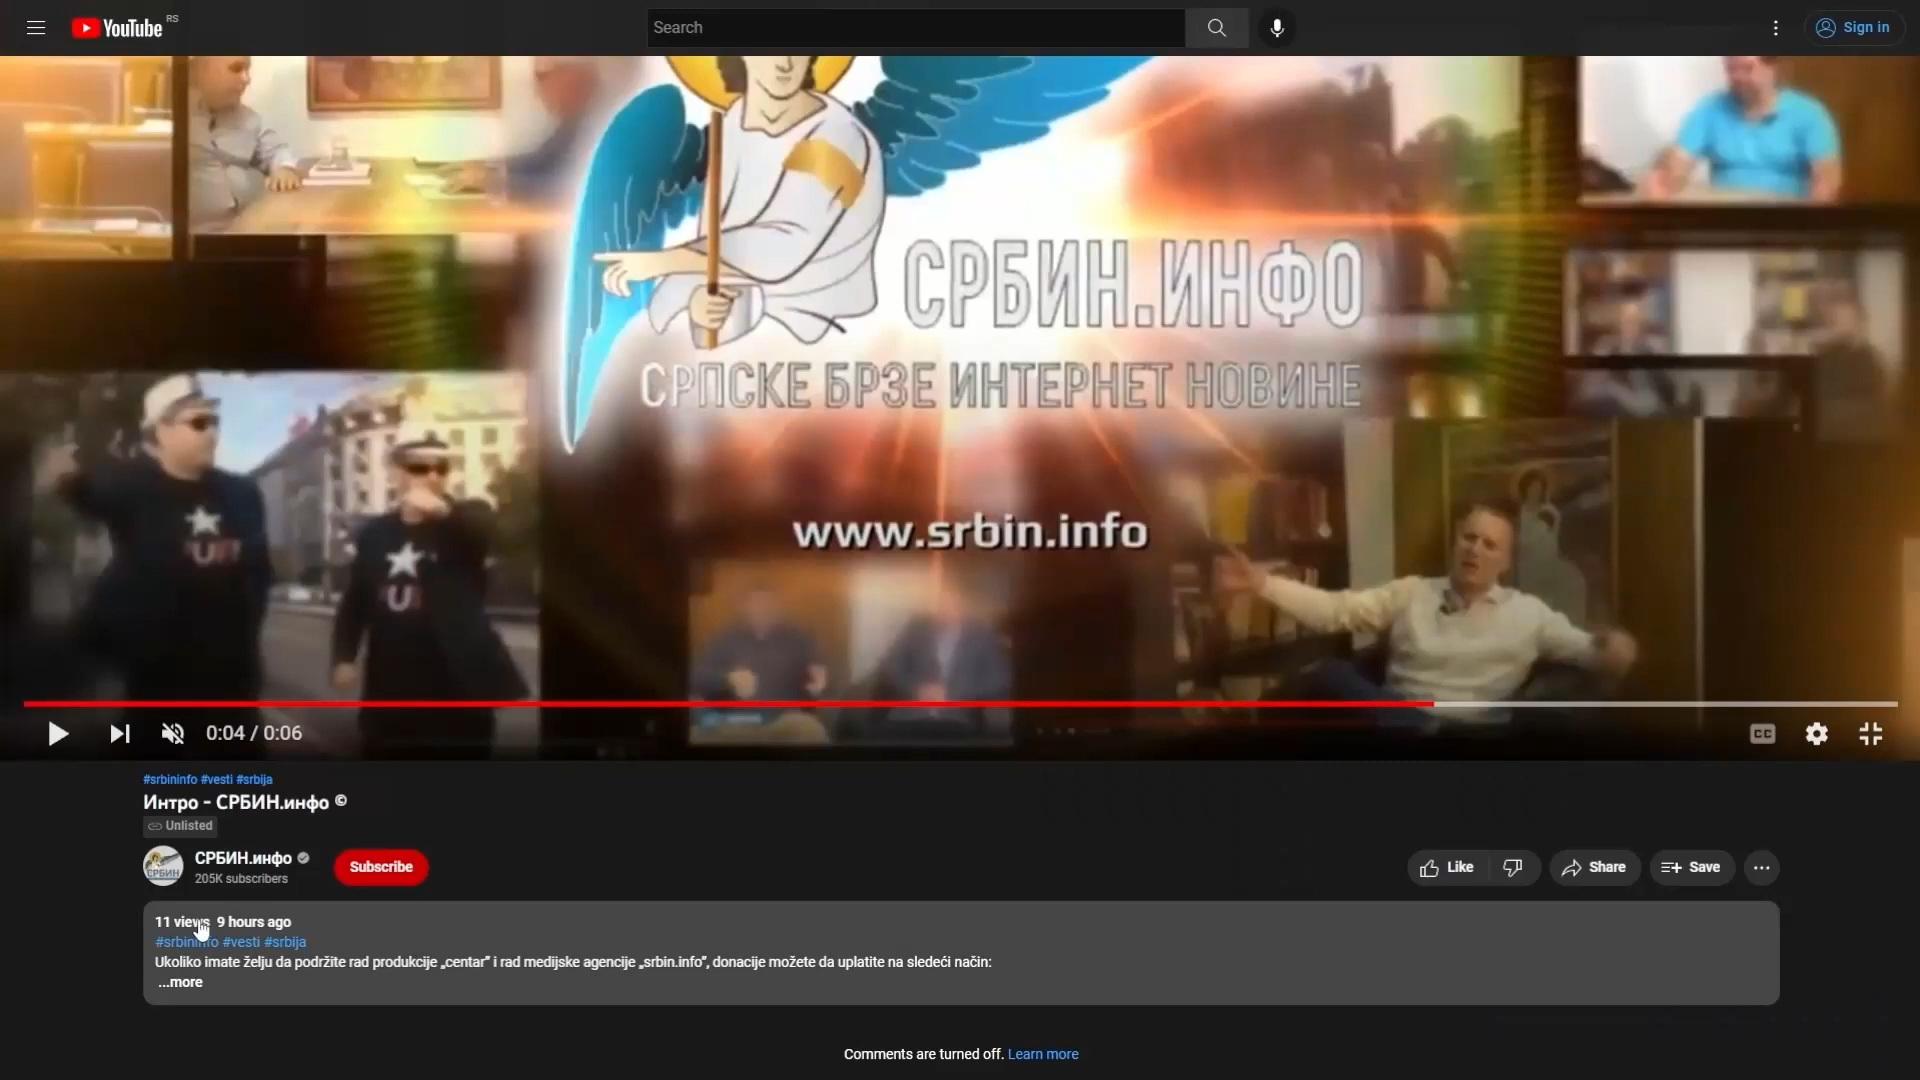 YouTube RS
Search
Sign in
СРБИН.ИНФО
СРПСКЕ БРЗЕ ИНТЕРНЕТ НОВИНЕ
www.srbin.info
0:04 / 0:06
CC
#srbininfo #vesti #srbija
Интро - СРБИН.инфо ©
Unlisted
СРБИН
СРБИН.инфо
205K subscribers
Subscribe
Like
Share
Save
11 views 9 hours ago
#srbininfo #vesti #srbija
Ukoliko imate želju da podržite rad produkcije „centar” i rad medijske agencije „srbin.info”, donacije možete da uplatite na sledeći način:
...more
Comments are turned off. Learn more